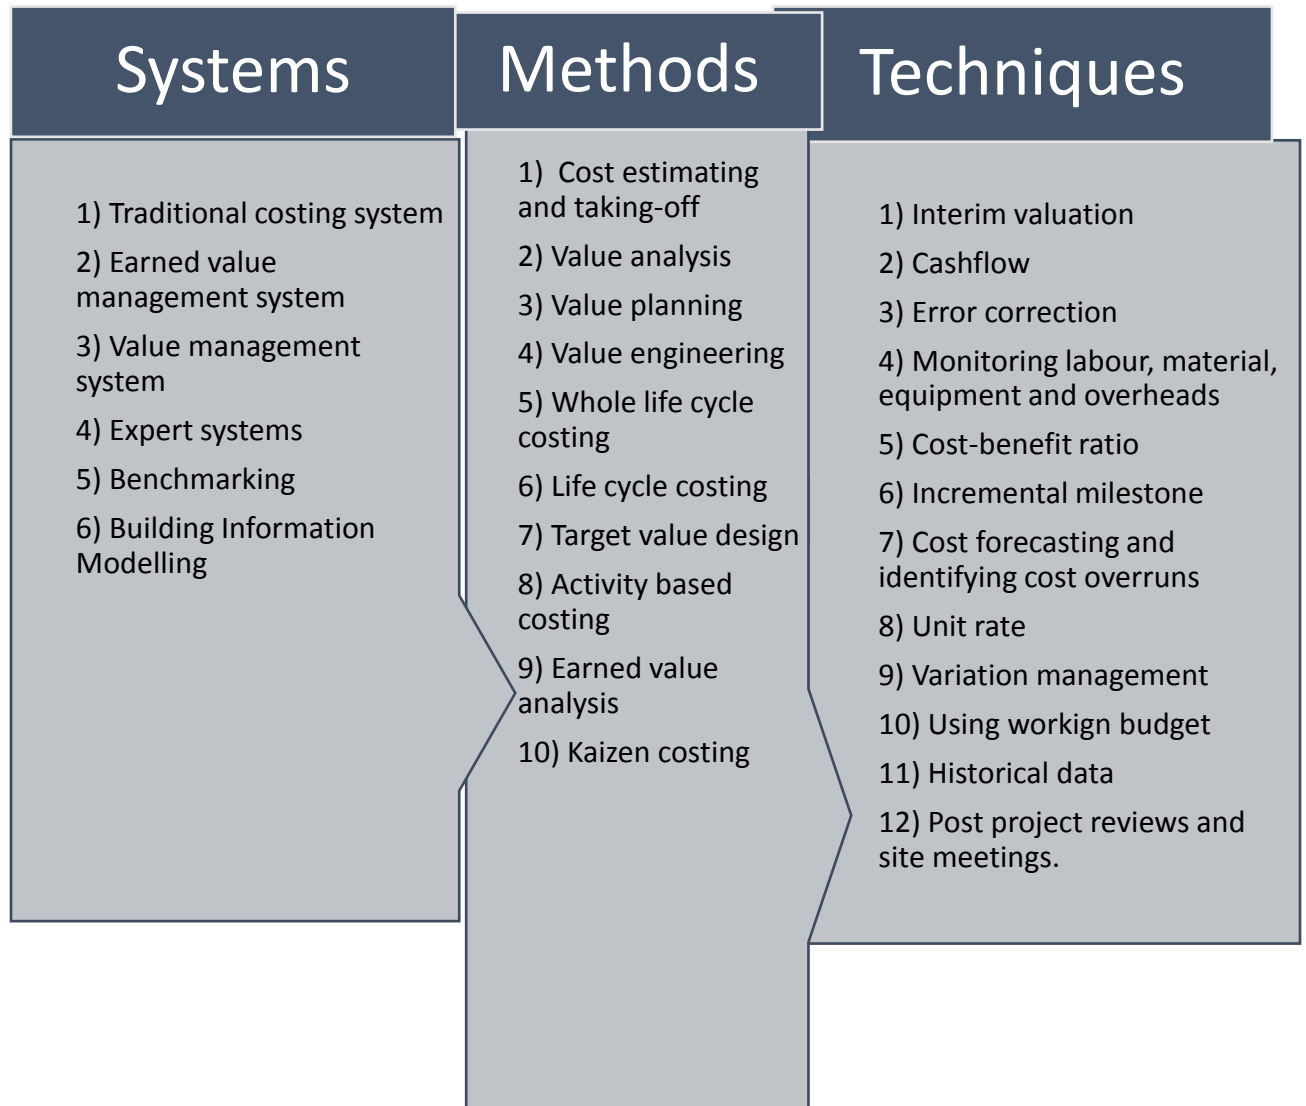 Systems
1) Traditional costing system
2) Earned value
management system
3) Value management
system
4) Expert systems
5) Benchmarking
6) Building Information
Modelling
Methods
1) Cost estimating
and taking-off
2) Value analysis
3) Value planning
4) Value engineering
5) Whole life cycle
costing
6) Life cycle costing
7) Target value design
8) Activity based
costing
9) Earned value
analysis
10) Kaizen costing
Techniques
1) Interim valuation
2) Cashflow
3) Error correction
4) Monitoring labour, material,
equipment and overheads
5) Cost-benefit ratio
6) Incremental milestone
7) Cost forecasting and
identifying cost overruns
8) Unit rate
9) Variation management
10) Using workign budget
11) Historical data
12) Post project reviews and
site meetings.